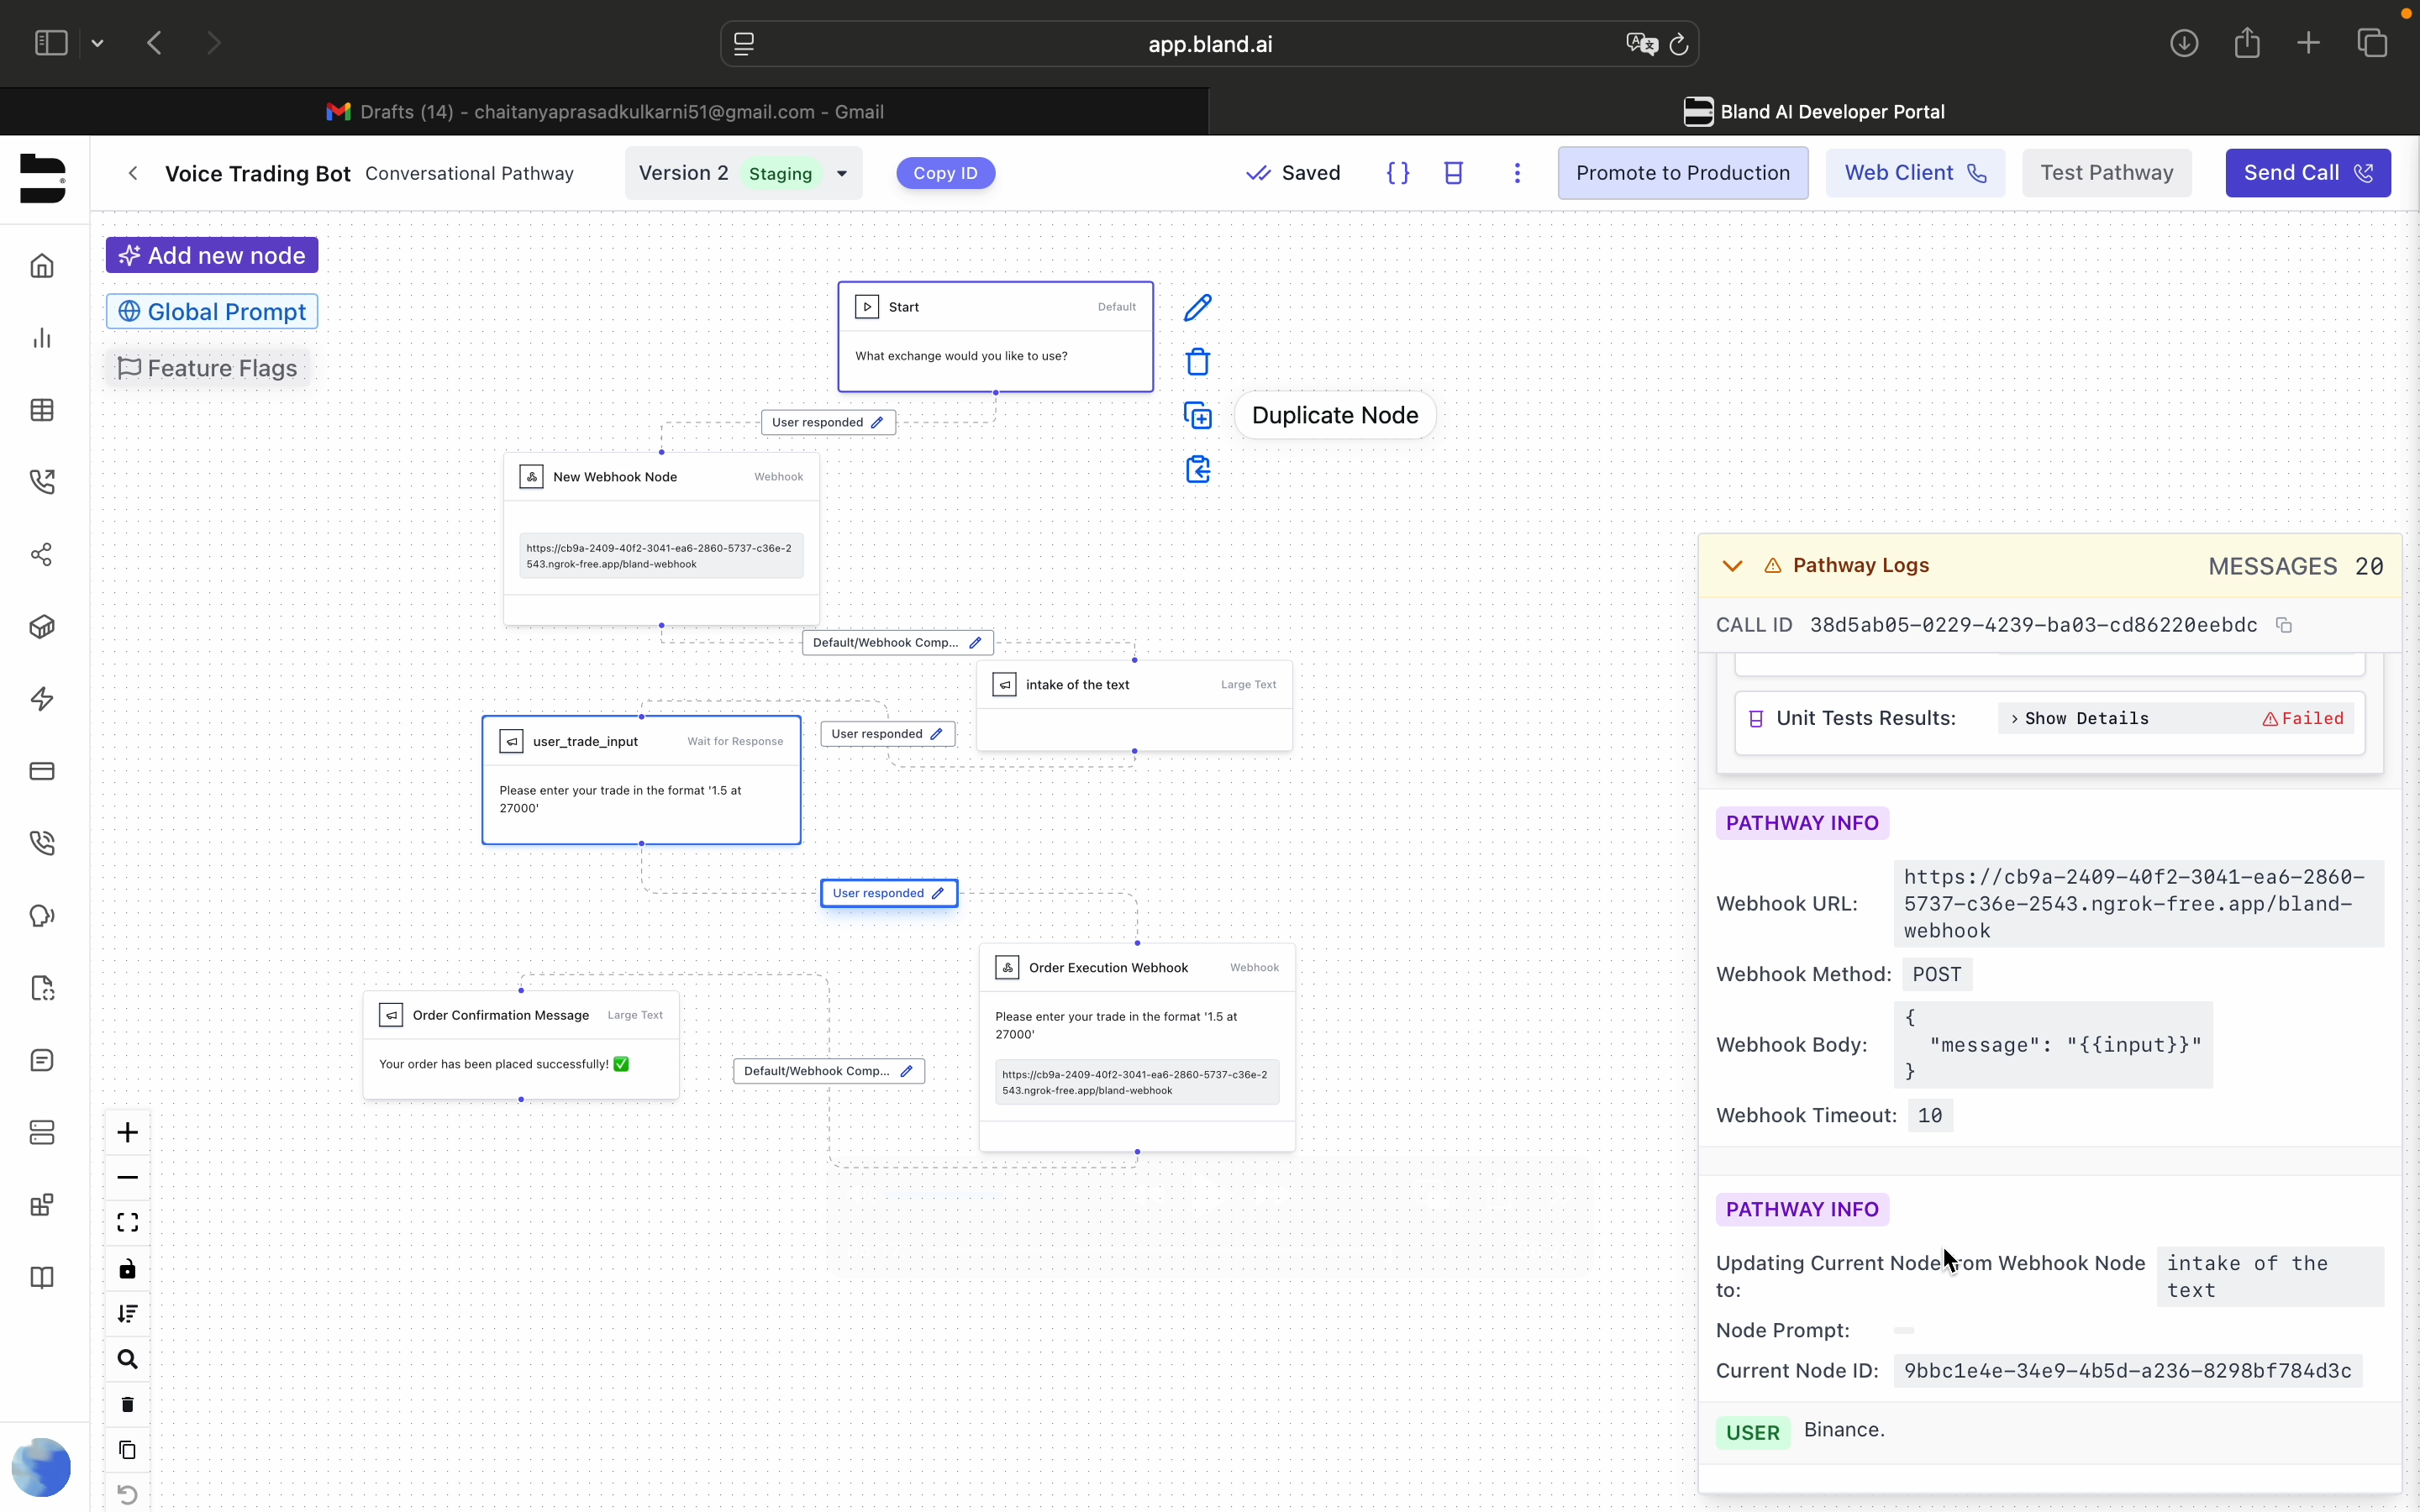 app.bland.ai
Drafts (14) - chaitanyaprasadkulkarni51@gmail.com - Gmail
Bland AI Developer Portal
Voice Trading Bot
Conversational Pathway
Version 2
Staging
Copy ID
Saved
Promote to Production
Web Client
Test Pathway
Send Call
Add new node
Global Prompt
Feature Flags
Start
Default
What exchange would you like to use?
Duplicate Node
User responded
New Webhook Node
Webhook
https://cb9a-2409-40f2-3041-ea6-2860-5737-c36e-2
543.ngrok-free.app/bland-webhook
Default/Webhook Comp...
intake of the text
Large Text
user_trade_input
Wait for Response
Please enter your trade in the format '1.5 at
27000'
User responded
User responded
Order Execution Webhook
Webhook
Please enter your trade in the format '1.5 at
27000'
https://cb9a-2409-40f2-3041-ea6-2860-5737-c36e-2
543.ngrok-free.app/bland-webhook
Order Confirmation Message
Large Text
Your order has been placed successfully! ✅
Default/Webhook Comp...
Pathway Logs
MESSAGES 20
CALL ID 38d5ab05-0229-4239-ba03-cd86220eebdc
Unit Tests Results:
› Show Details
Failed
PATHWAY INFO
Webhook URL:
https://cb9a-2409-40f2-3041-ea6-2860-
5737-c36e-2543.ngrok-free.app/bland-
webhook
Webhook Method: POST
Webhook Body:
{
"message": "{{input}}"
}
Webhook Timeout: 10
PATHWAY INFO
Updating Current Node from Webhook Node
to:
intake of the
text
Node Prompt:
Current Node ID: 9bbc1e4e-34e9-4b5d-a236-8298bf784d3c
USER Binance.